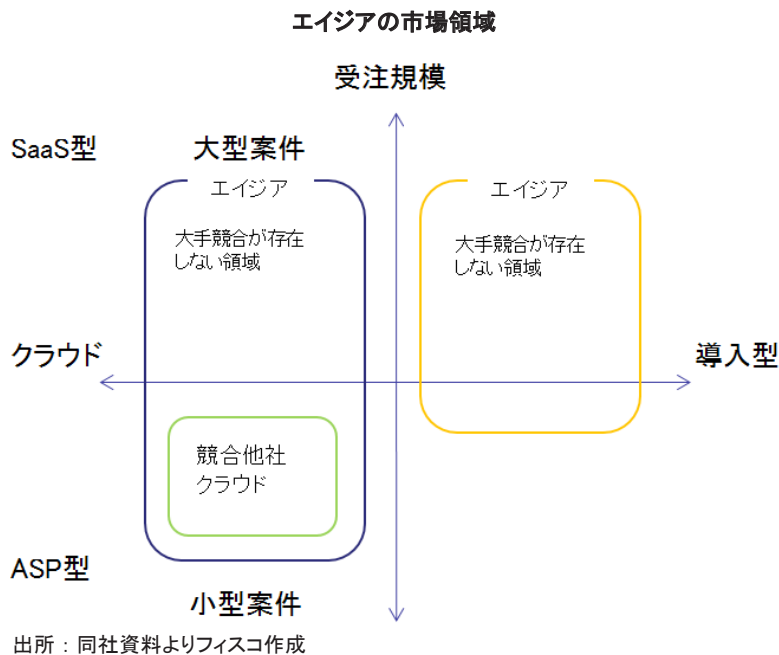 エイジアの市場領域
受注規模
SaaS型
大型案件
エイジア
エイジア
大手競合が存在
しない領域
大手競合が存在
しない領域
クラウド
導入型
競合他社
クラウド
ASP型
小型案件
出所：同社資料よりフィスコ作成